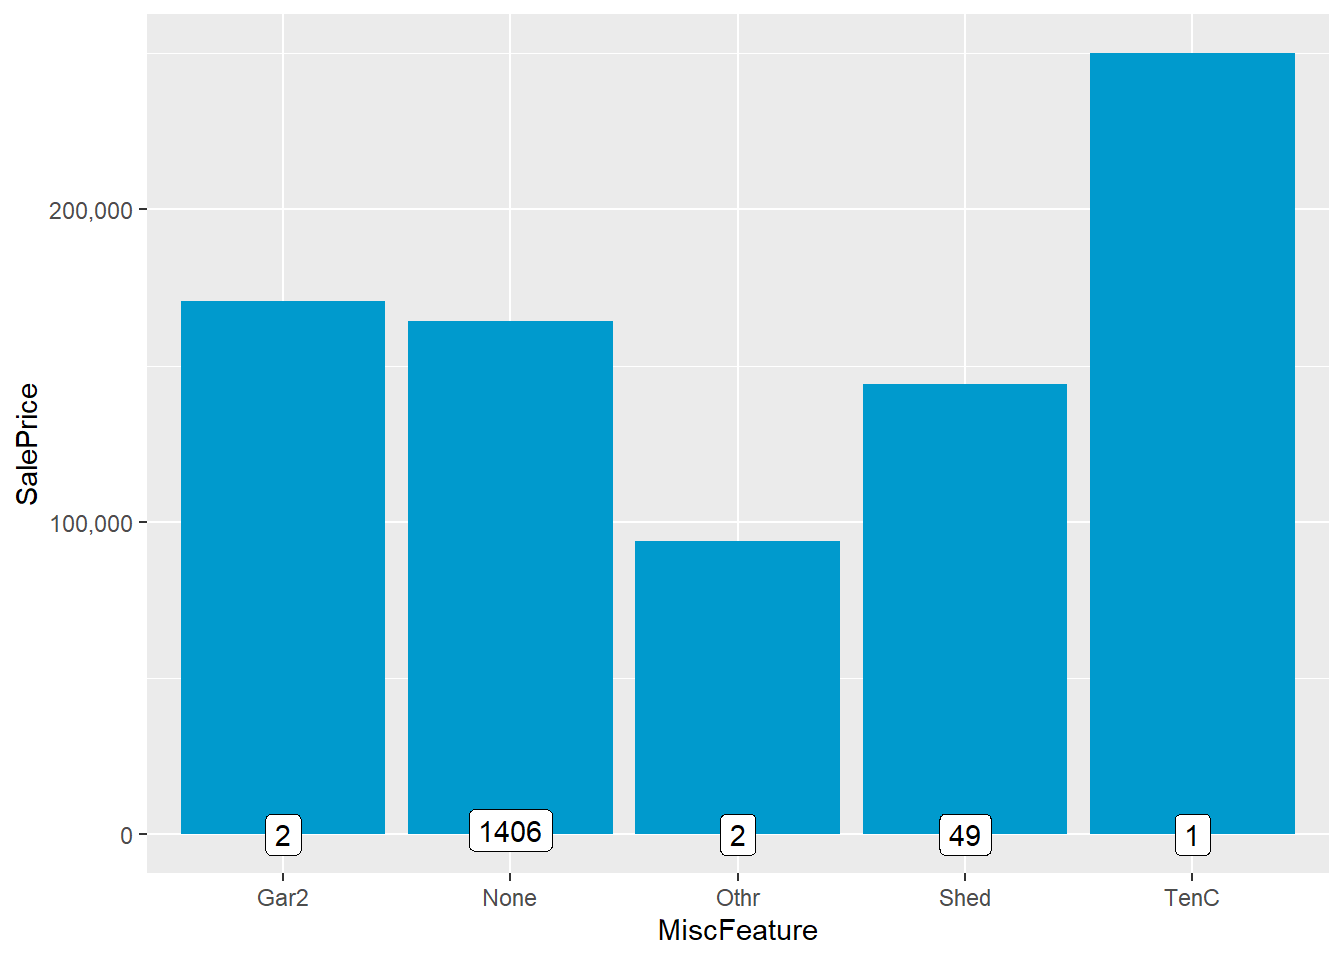 SalePrice
200,000
100,000
0
2
1406
2
49
1
Gar2 None Othr Shed TenC
MiscFeature